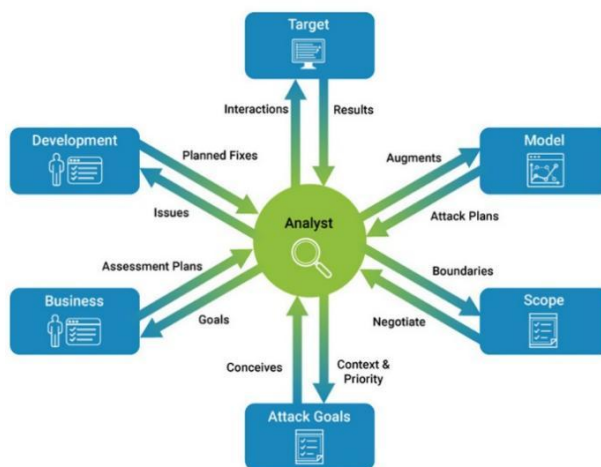 Target
Interactions
Results
Development
Model
Planned Fixes
Augments
Issues
Analyst
Attack Plans
Assessment Plans
Boundaries
Business
Scope
Goals
Negotiate
Conceives
Context &
Priority
Attack Goals